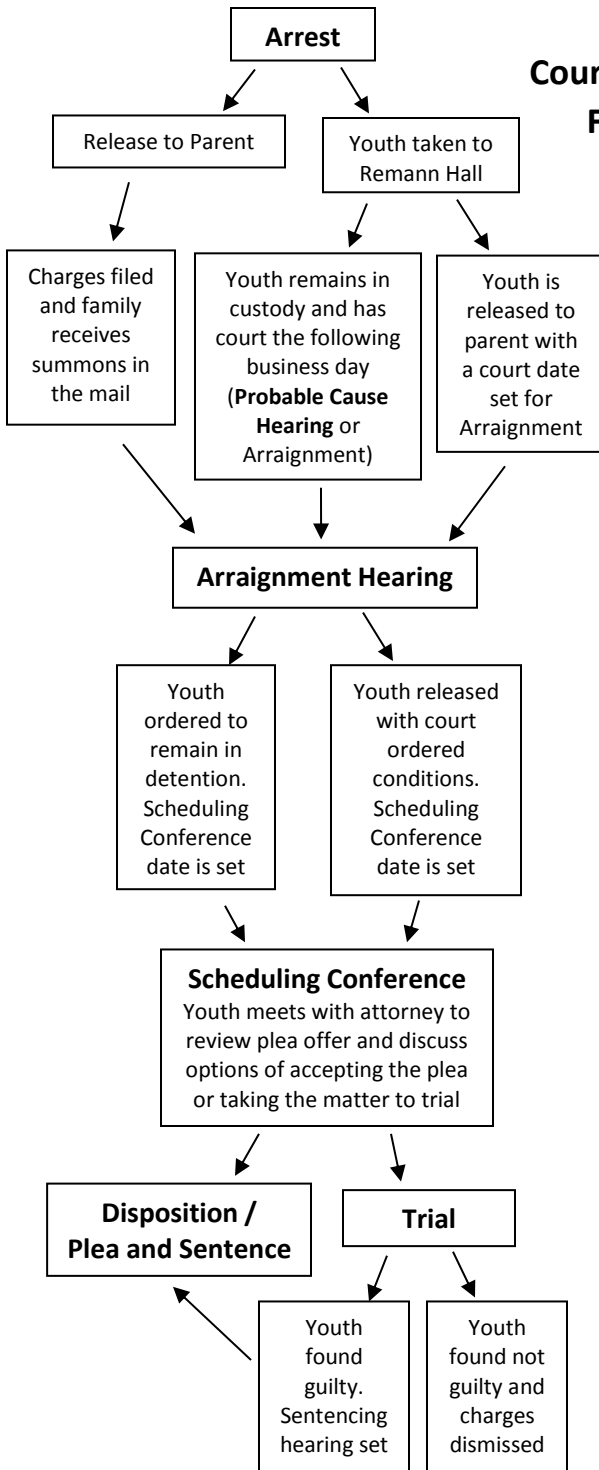 Arrest
Cour
F
Release to Parent
Youth taken to
Remann Hall
Charges filed
and family
receives
summons in
the mail
Youth remains in
custody and has
court the following
business day
(Probable Cause
Hearing or
Arraignment)
Youth is
released to
parent with
a court date
set for
Arraignment
Arraignment Hearing
Youth
ordered to
remain in
detention.
Scheduling
Conference
date is set
Youth released
with court
ordered
conditions.
Scheduling
Conference
date is set
Scheduling Conference
Youth meets with attorney to
review plea offer and discuss
options of accepting the plea
or taking the matter to trial
Disposition /
Plea and Sentence
Trial
Youth
found
guilty.
Sentencing
hearing set
Youth
found not
guilty and
charges
dismissed